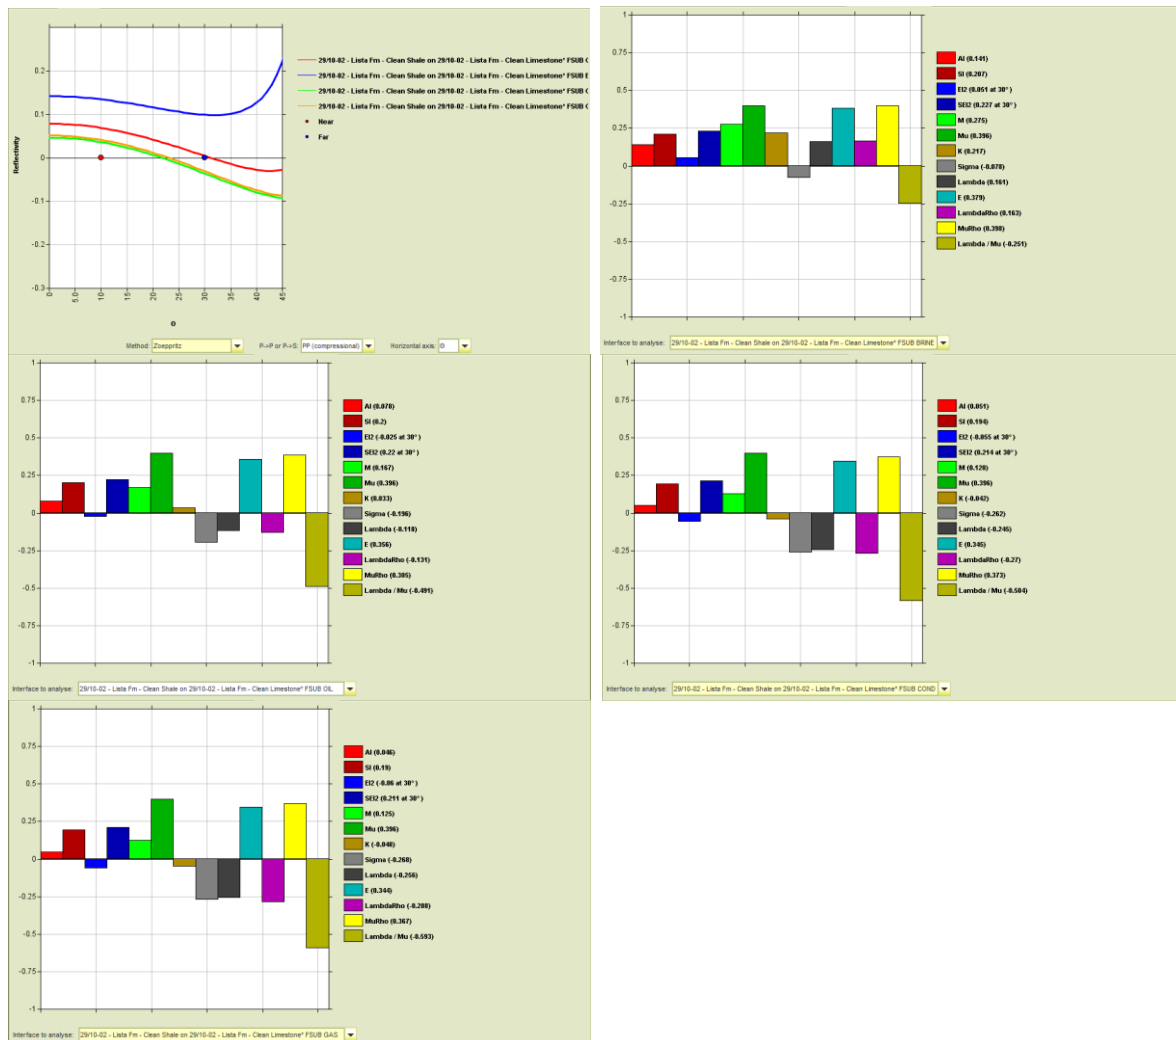 0.2
0.1
0
-0.1
-0.2
-0.3
Reflectivity
0
5.0
10
15
20
25
30
35
40
45
Θ
29/10-02 - Lista Fm - Clean Shale on 29/10-02 - Lista Fm - Clean Limestone* FSUB
29/10-02 - Lista Fm - Clean Shale on 29/10-02 - Lista Fm - Clean Limestone* FSUB
29/10-02 - Lista Fm - Clean Shale on 29/10-02 - Lista Fm - Clean Limestone* FSUB
29/10-02 - Lista Fm - Clean Shale on 29/10-02 - Lista Fm - Clean Limestone* FSUB
Near
Far
Method: Zoeppritz P->P or P->S: PP (compressional) Horizontal axis: Θ
1
0.75
0.5
0.25
0
-0.25
-0.5
-0.75
-1
AI (0.141)
SI (0.207)
EI2 (0.051 at 30°)
SEI2 (0.227 at 30°)
M (0.275)
Mu (0.396)
K (0.217)
Sigma (-0.078)
Lambda (0.161)
E (0.379)
LambdaRho (0.163)
MuRho (0.398)
Lambda / Mu (-0.251)
Interface to analyse: 29/10-02 - Lista Fm - Clean Shale on 29/10-02 - Lista Fm - Clean Limestone* FSUB BRINE
1
0.75
0.5
0.25
0
-0.25
-0.5
-0.75
-1
AI (0.078)
SI (0.2)
EI2 (-0.025 at 30°)
SEI2 (0.22 at 30°)
M (0.167)
Mu (0.396)
K (0.033)
Sigma (-0.196)
Lambda (-0.118)
E (0.356)
LambdaRho (-0.131)
MuRho (0.385)
Lambda / Mu (-0.491)
Interface to analyse: 29/10-02 - Lista Fm - Clean Shale on 29/10-02 - Lista Fm - Clean Limestone* FSUB OIL
1
0.75
0.5
0.25
0
-0.25
-0.5
-0.75
-1
AI (0.051)
SI (0.194)
EI2 (-0.055 at 30°)
SEI2 (0.214 at 30°)
M (0.128)
Mu (0.396)
K (-0.042)
Sigma (-0.262)
Lambda (-0.245)
E (0.345)
LambdaRho (-0.27)
MuRho (0.373)
Lambda / Mu (-0.584)
Interface to analyse: 29/10-02 - Lista Fm - Clean Shale on 29/10-02 - Lista Fm - Clean Limestone* FSUB COND
1
0.75
0.5
0.25
0
-0.25
-0.5
-0.75
-1
AI (0.046)
SI (0.19)
EI2 (-0.06 at 30°)
SEI2 (0.211 at 30°)
M (0.125)
Mu (0.396)
K (-0.048)
Sigma (-0.268)
Lambda (-0.256)
E (0.344)
LambdaRho (-0.288)
MuRho (0.367)
Lambda / Mu (-0.593)
Interface to analyse: 29/10-02 - Lista Fm - Clean Shale on 29/10-02 - Lista Fm - Clean Limestone* FSUB GAS